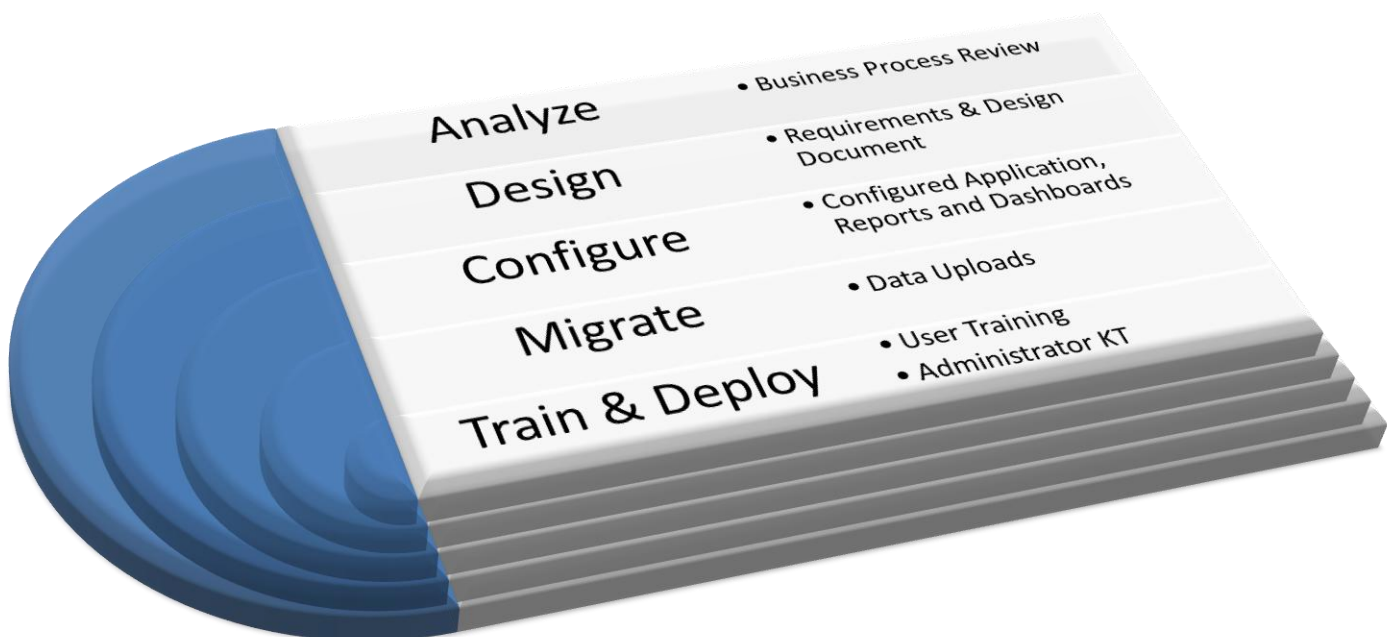 Analyze
• Business Process Review
Design
• Requirements & Design
Document
Configure
• Configured Application,
Reports and Dashboards
Migrate
• Data Uploads
Train & Deploy
• User Training
• Administrator KT